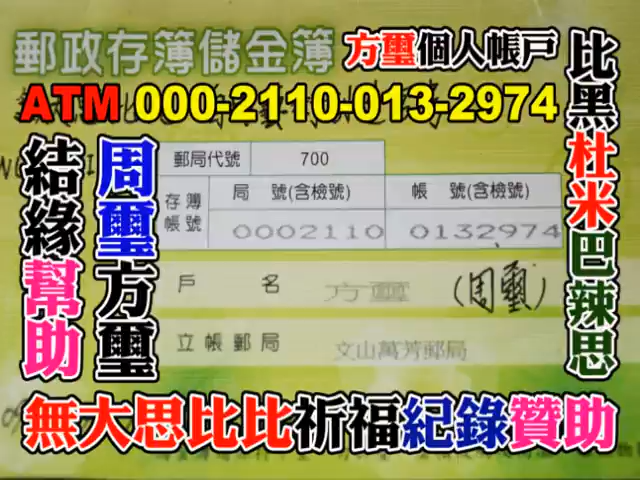 郵政存簿儲金簿 方璽個人帳戶
ATM 000-2110-013-2974
比黑杜米巴辣思
結緣幫助
周璽方璽
郵局代號 700
存簿帳號 局 號(含檢號) 帳 號(含檢號)
0002110 0132974
戶 名 方璽 (周璽)
立帳郵局 文山萬芳郵局
無大思比比祈福紀錄贊助